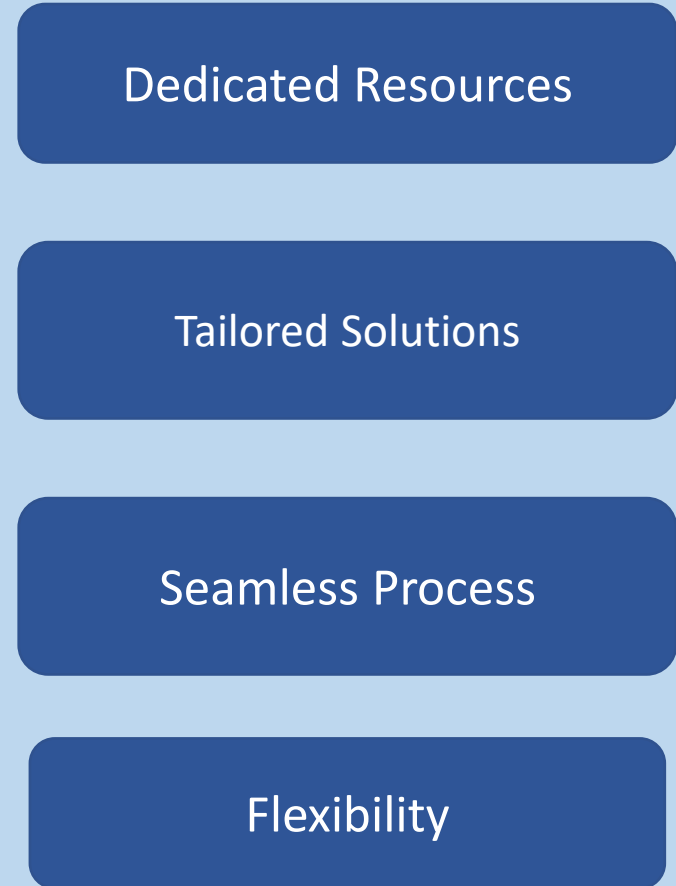 Dedicated Resources
Tailored Solutions
Seamless Process
Flexibility